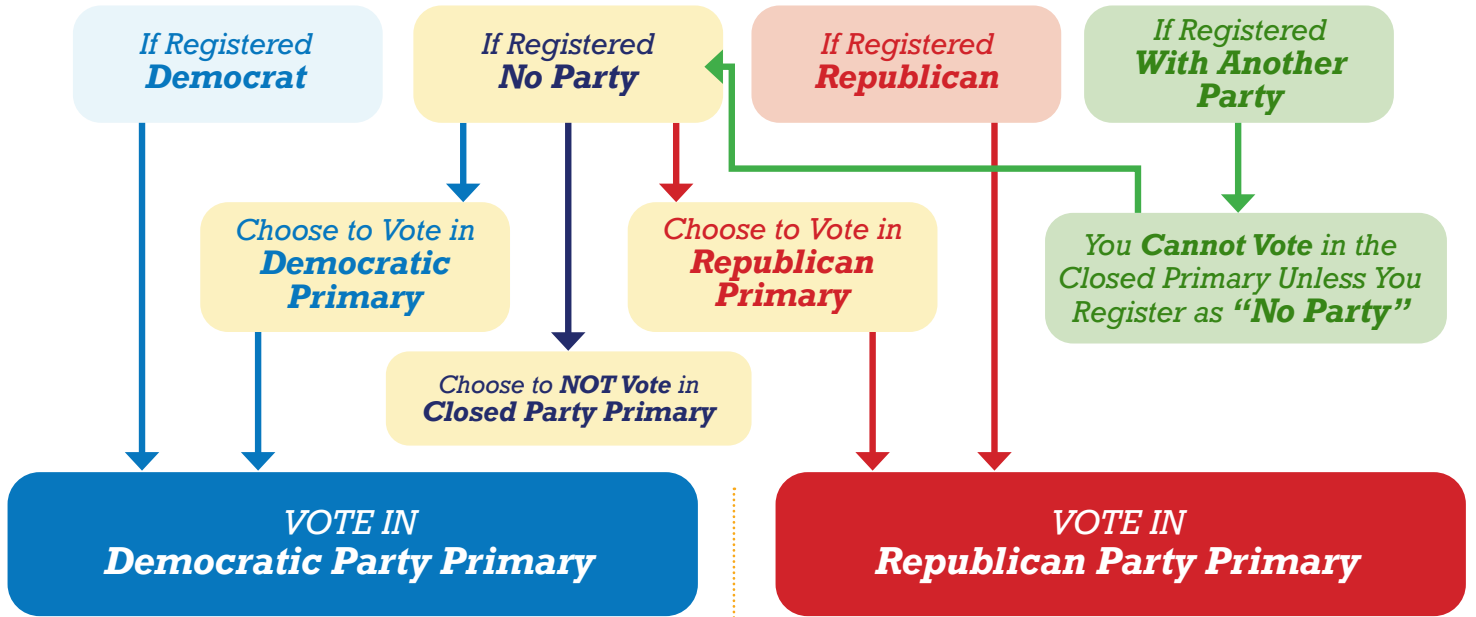 If Registered
Democrat
If Registered
No Party
If Registered
Republican
If Registered
With Another
Party
Choose to Vote in
Democratic
Primary
Choose to Vote in
Republican
Primary
You Cannot Vote in the
Closed Primary Unless You
Register as “No Party”
Choose to NOT Vote in
Closed Party Primary
VOTE IN
Democratic Party Primary
VOTE IN
Republican Party Primary